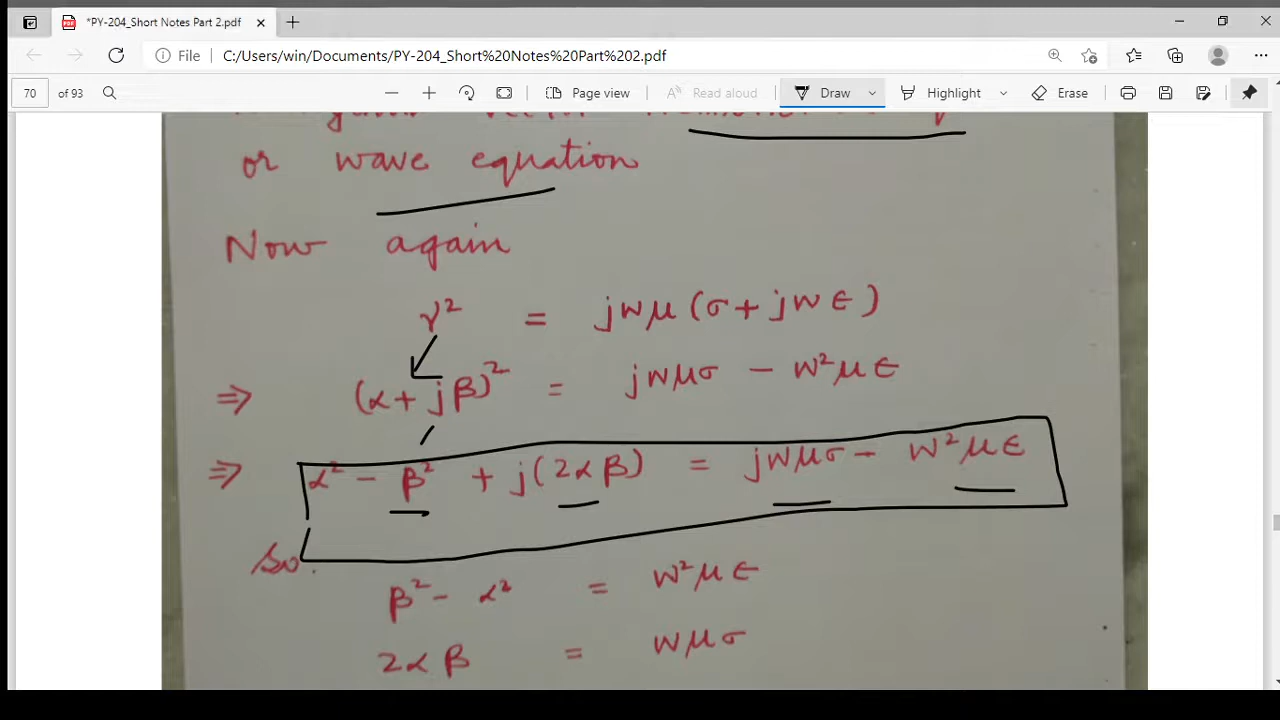 *PY-204_Short Notes Part 2.pdf
File C:/Users/win/Documents/PY-204_Short%20Notes%20Part%202.pdf
70 of 93 Page view Read aloud Draw Highlight Erase
vector
or wave equation
Now again
γ² = jwμ(σ+jwϵ)
⇒ (α+jβ)² = jwμσ − w²μϵ
⇒ α² − β² + j(2αβ) = jwμσ − w²μϵ
So.
β² − α² = w²μϵ
2αβ = wμσ